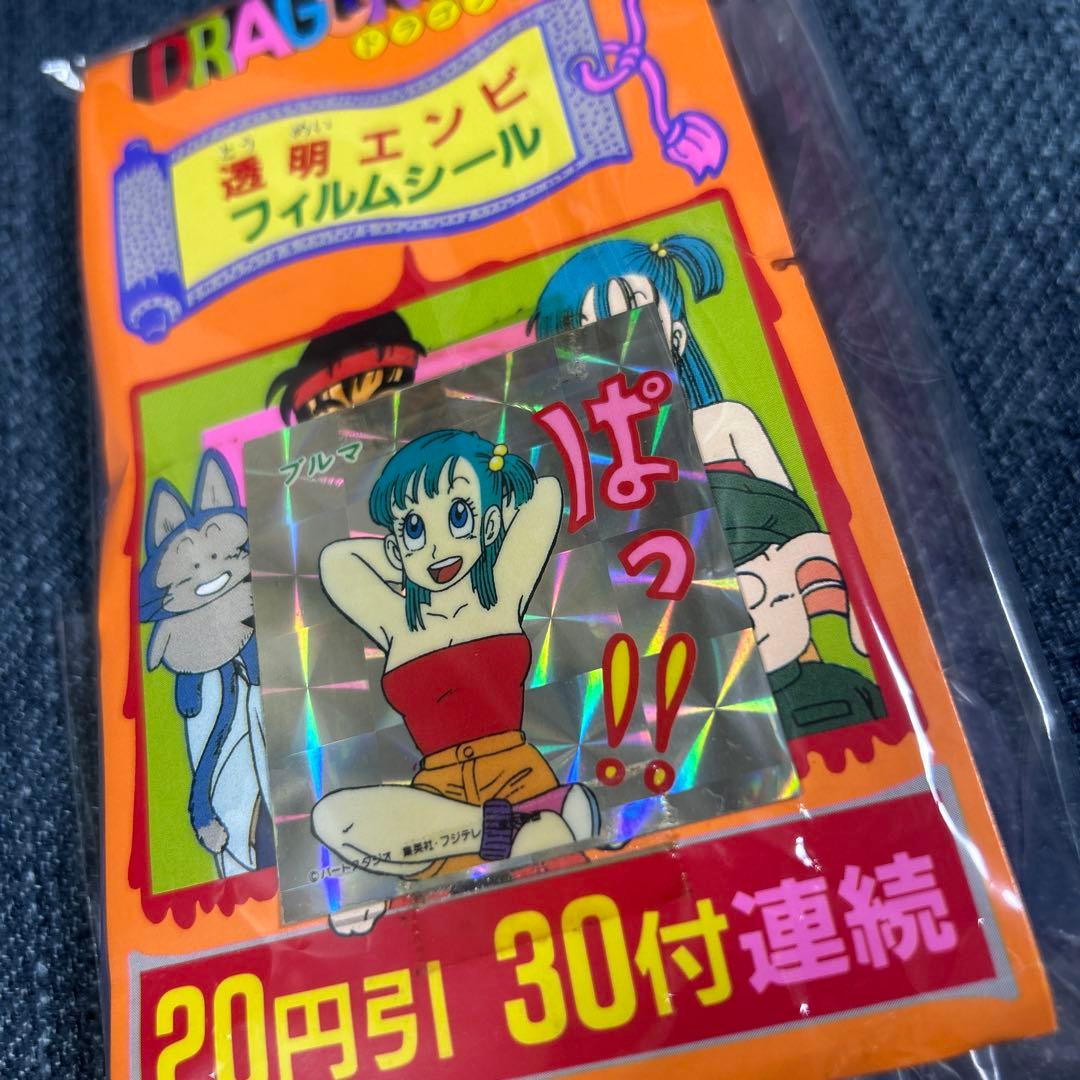 DRAGON
ドラゴン
とう めい
透明エンビ
フィルムシール
ブルマ
ぱっ!!
©バードスタジオ 集英社・フジテレ
20円引 30付連続